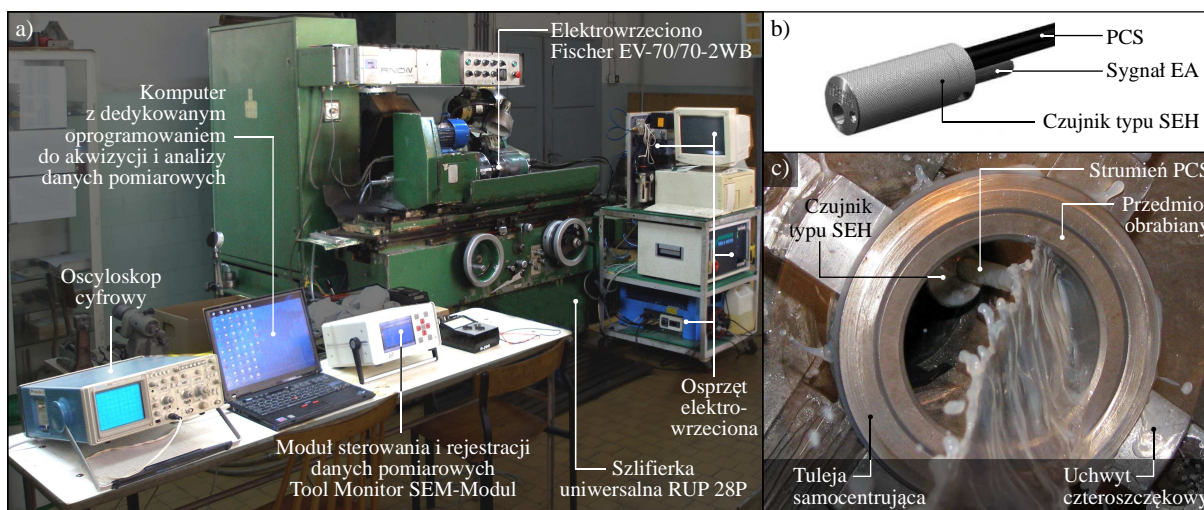 a)
Elektrowrzeciono
Fischer EV-70/70-2WB
Komputer
z dedykowanym
oprogramowaniem
do akwizycji i analizy
danych pomiarowych
Oscyloskop
cyfrowy
Moduł sterowania i rejestracji
danych pomiarowych
Tool Monitor SEM-Modul
Szlifierka
uniwersalna RUP 28P
Osprzęt
elektro-
wrzeciona
b)
PCS
Sygnał EA
Czujnik typu SEH
c)
Strumień PCS
Czujnik
typu SEH
Przedmio
obrabiany
Tuleja
samocentrująca
Uchwyt
czteroszczękowy